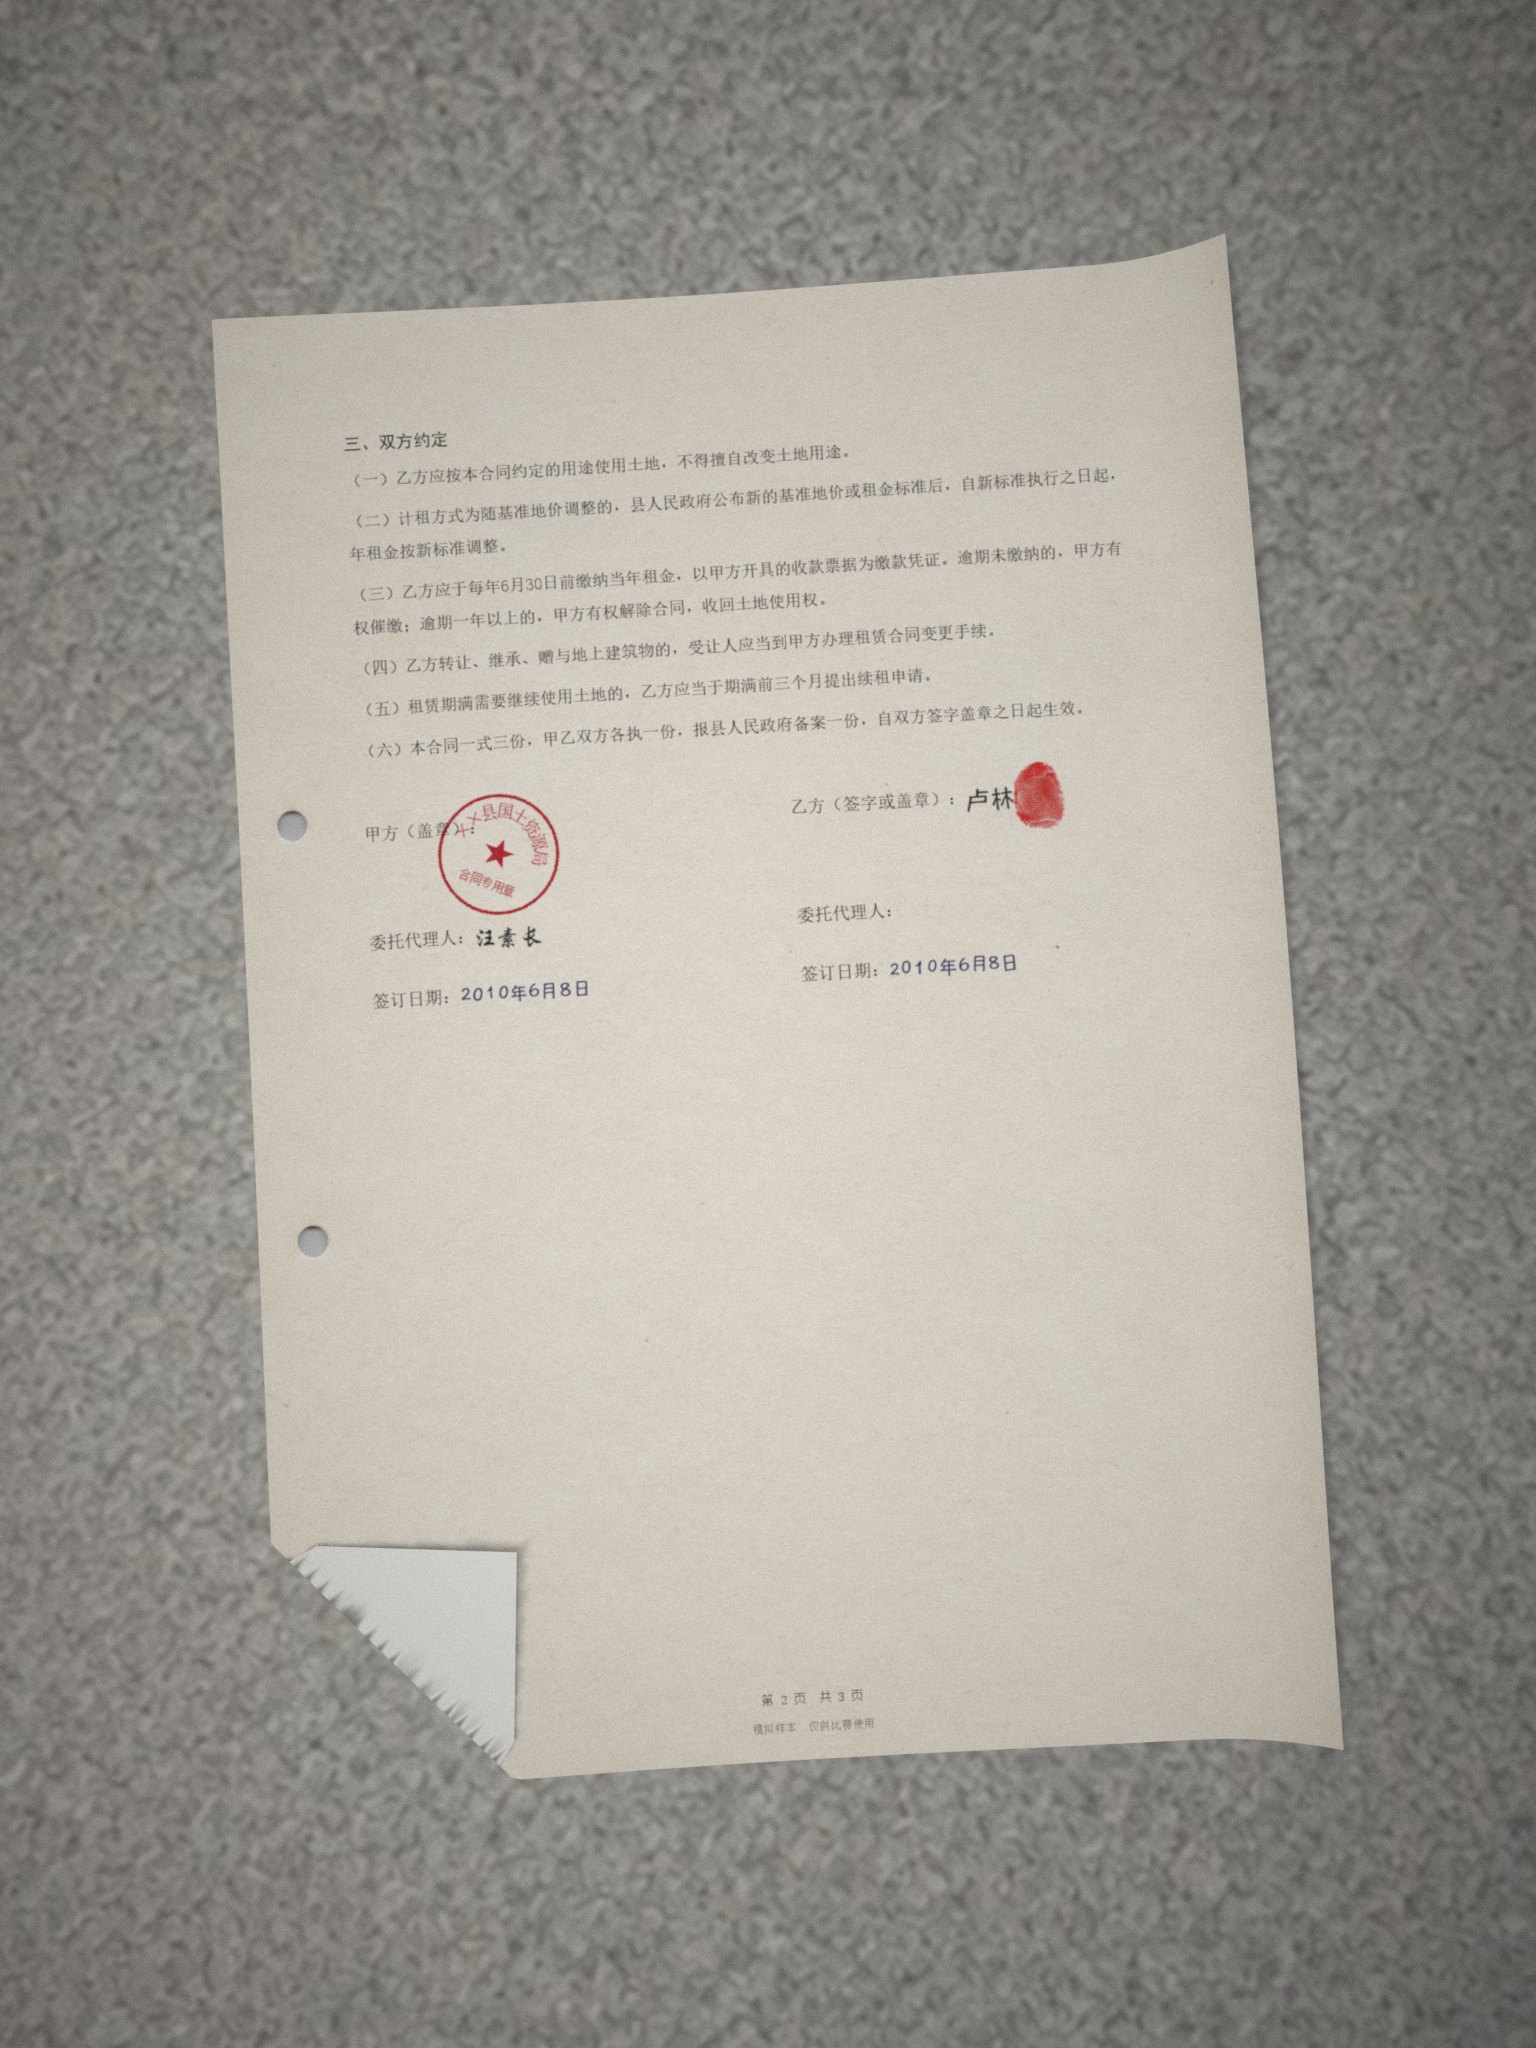 三、双方约定
（一）乙方应按本合同约定的用途使用土地，不得擅自改变土地用途。
（二）计租方式为随基准地价调整的，县人民政府公布新的基准地价或租金标准后，自新标准执行之日起，
年租金按新标准调整。
（三）乙方应于每年6月30日前缴纳当年租金，以甲方开具的收款票据为缴款凭证。逾期未缴纳的，甲方有
权催缴；逾期一年以上的，甲方有权解除合同，收回土地使用权。
（四）乙方转让、继承、赠与地上建筑物的，受让人应当到甲方办理租赁合同变更手续。
（五）租赁期满需要继续使用土地的，乙方应当于期满前三个月提出续租申请。
（六）本合同一式三份，甲乙双方各执一份，报县人民政府备案一份，自双方签字盖章之日起生效。
甲方（盖章）：
××县国土资源局
合同专用章
委托代理人：汪素长
签订日期：2010年6月8日
乙方（签字或盖章）：卢林
委托代理人：
签订日期：2010年6月8日
第 2 页 共 3 页
模拟样本 仅供比赛使用